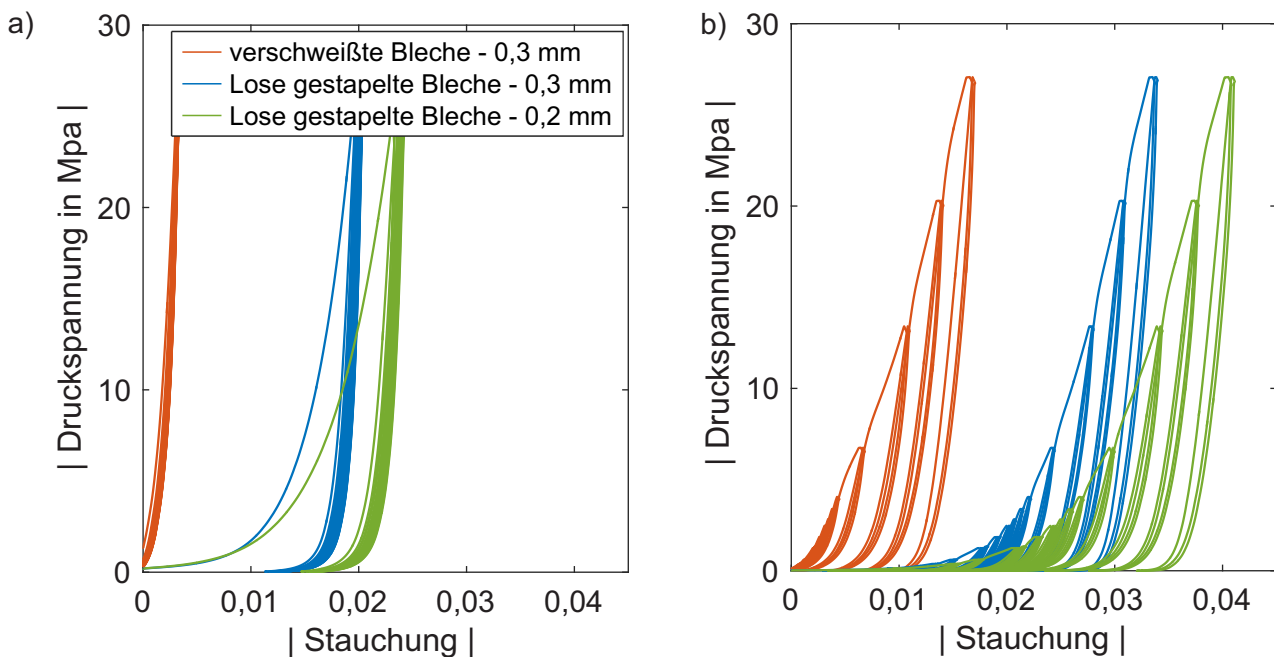 a)
30
20
10
0
| Druckspannung in Mpa |
verschweißte Bleche - 0,3 mm
Lose gestapelte Bleche - 0,3 mm
Lose gestapelte Bleche - 0,2 mm
0 0,01 0,02 0,03 0,04
| Stauchung |
b)
30
20
10
0
| Druckspannung in Mpa |
0 0,01 0,02 0,03 0,04
| Stauchung |